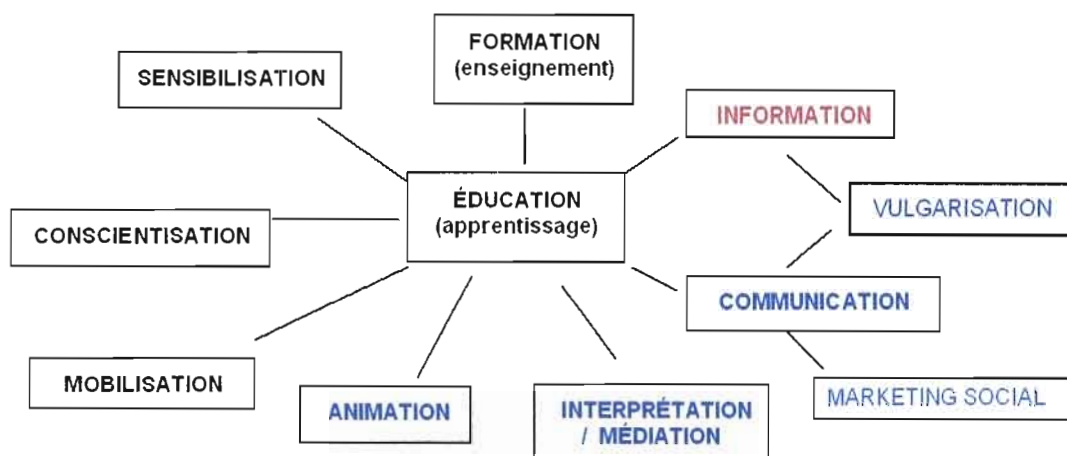 FORMATION
(enseignement)
SENSIBILISATION
INFORMATION
ÉDUCATION
(apprentissage)
VULGARISATION
CONSCIENTISATION
COMMUNICATION
MOBILISATION
ANIMATION
INTERPRÉTATION
/ MÉDIATION
MARKETING SOCIAL